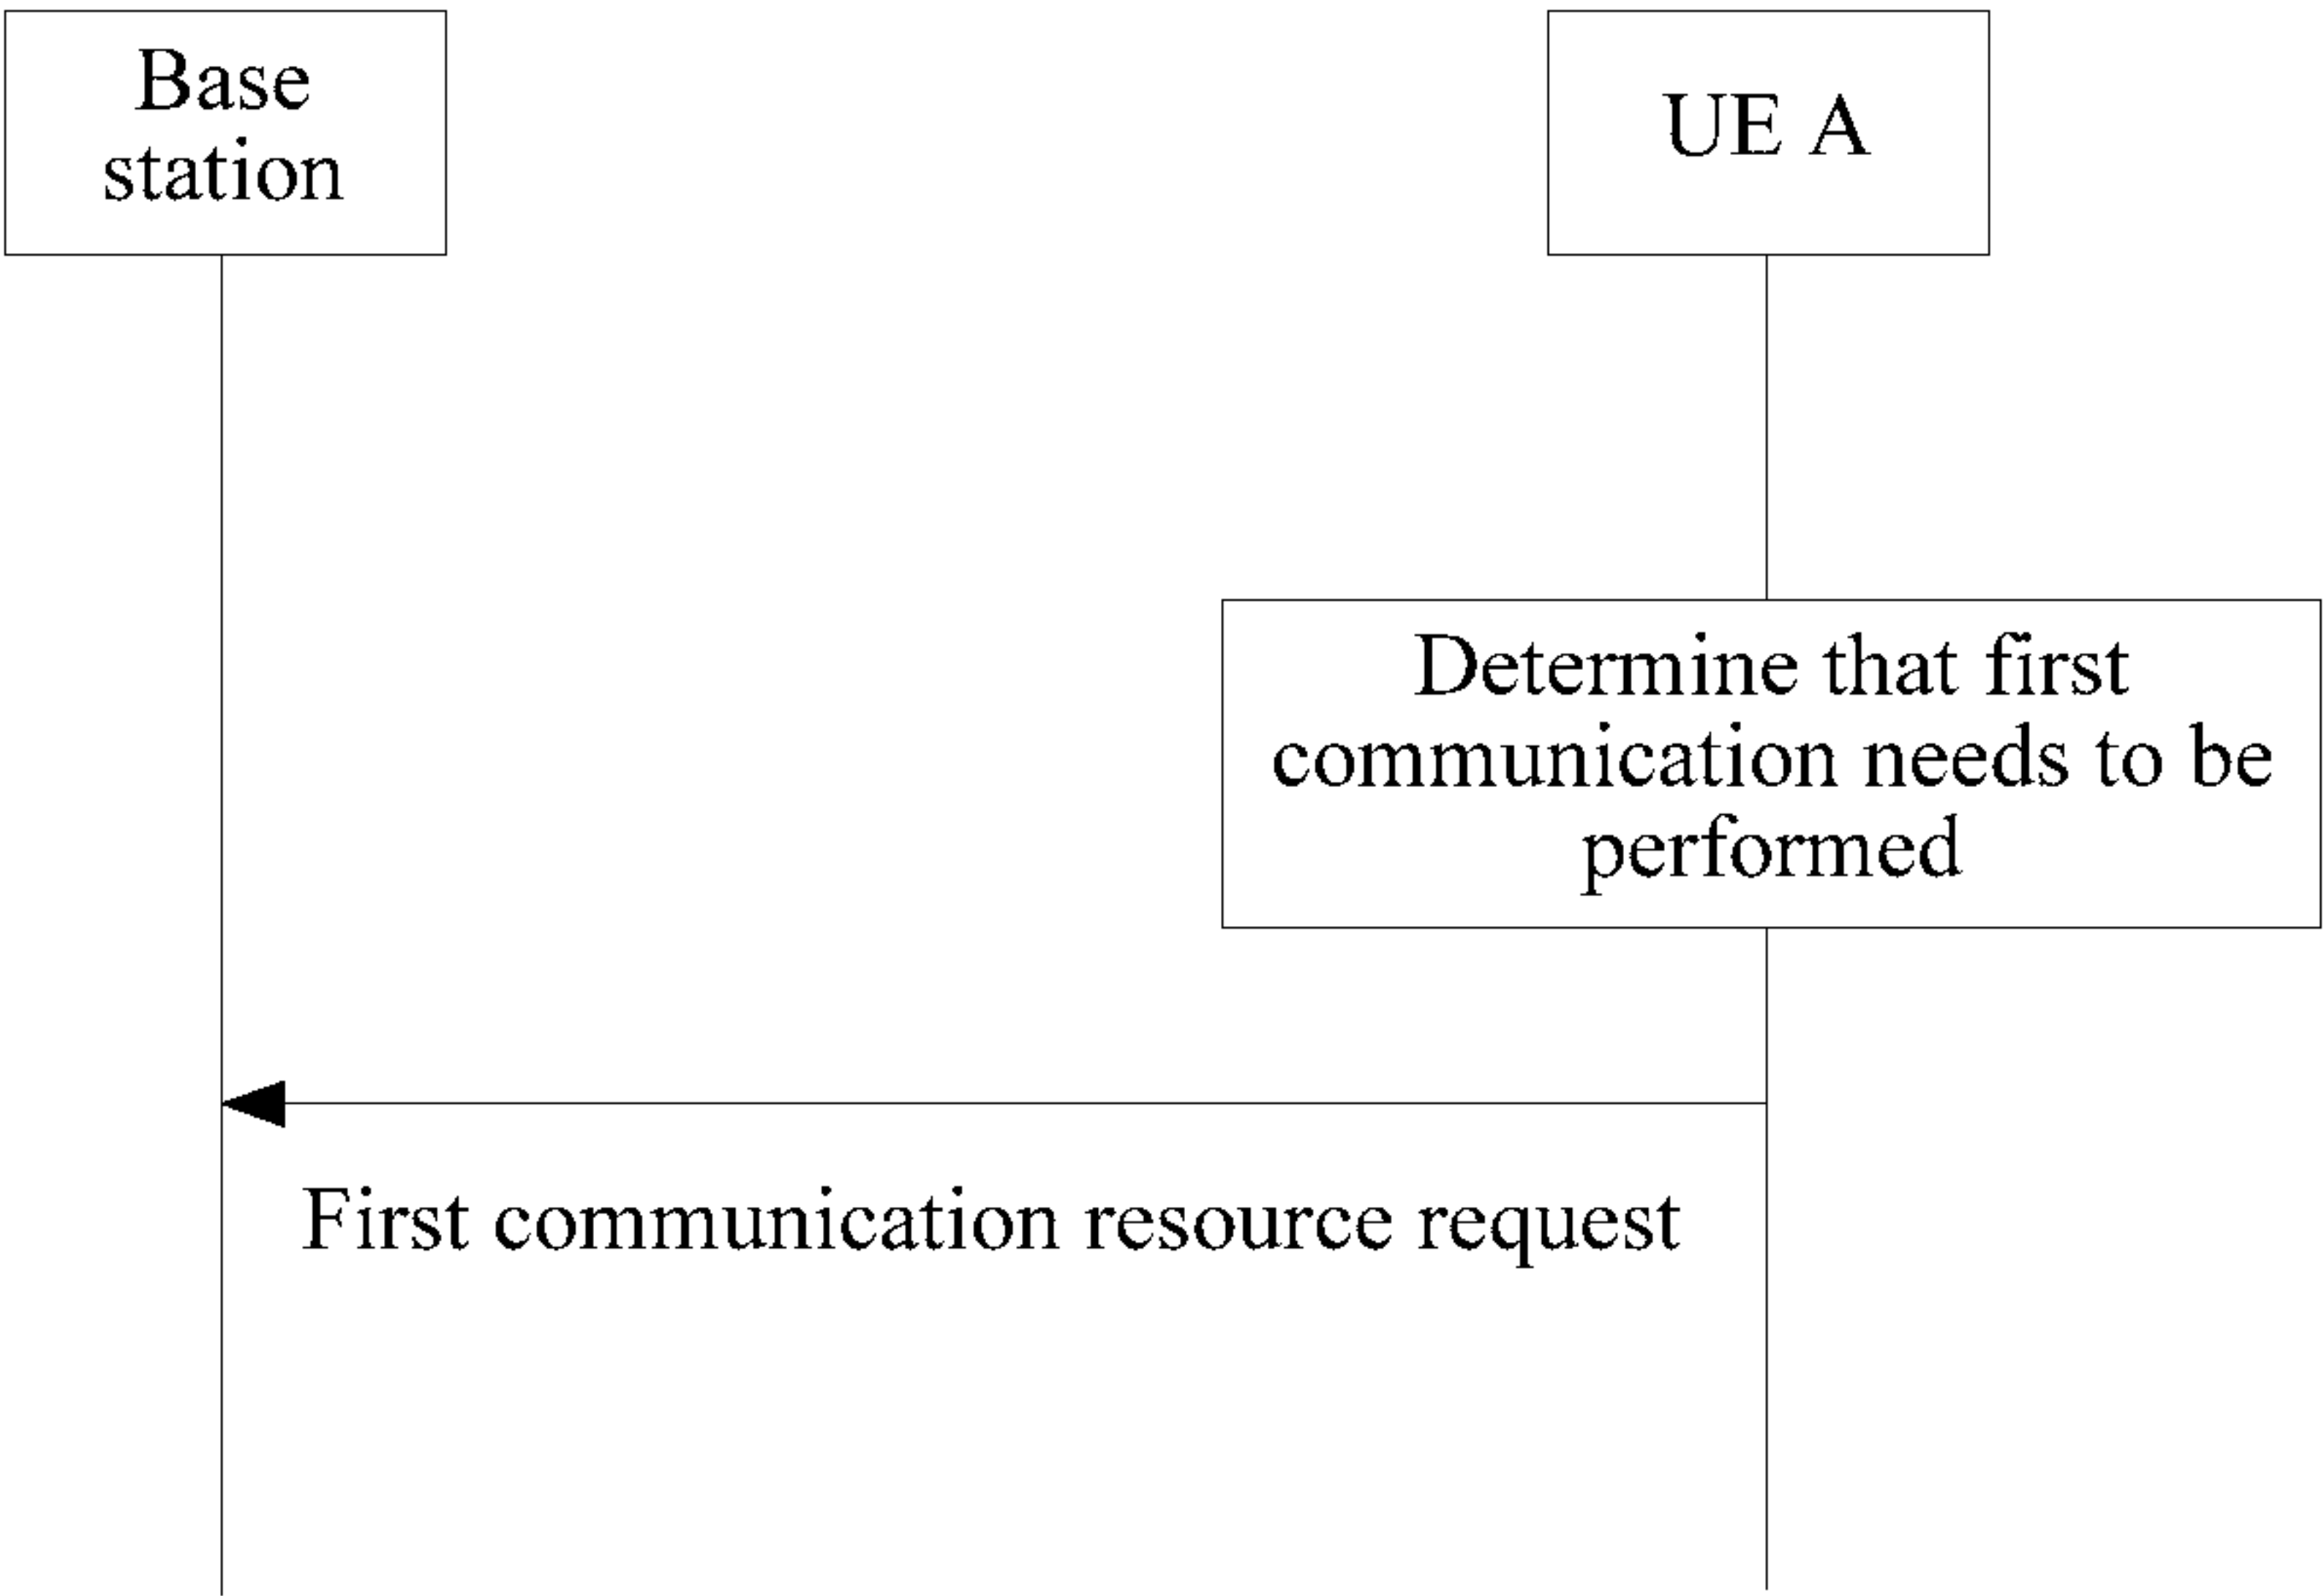 Base
station
UE A
Determine that first
communication needs to be
performed
First communication resource request